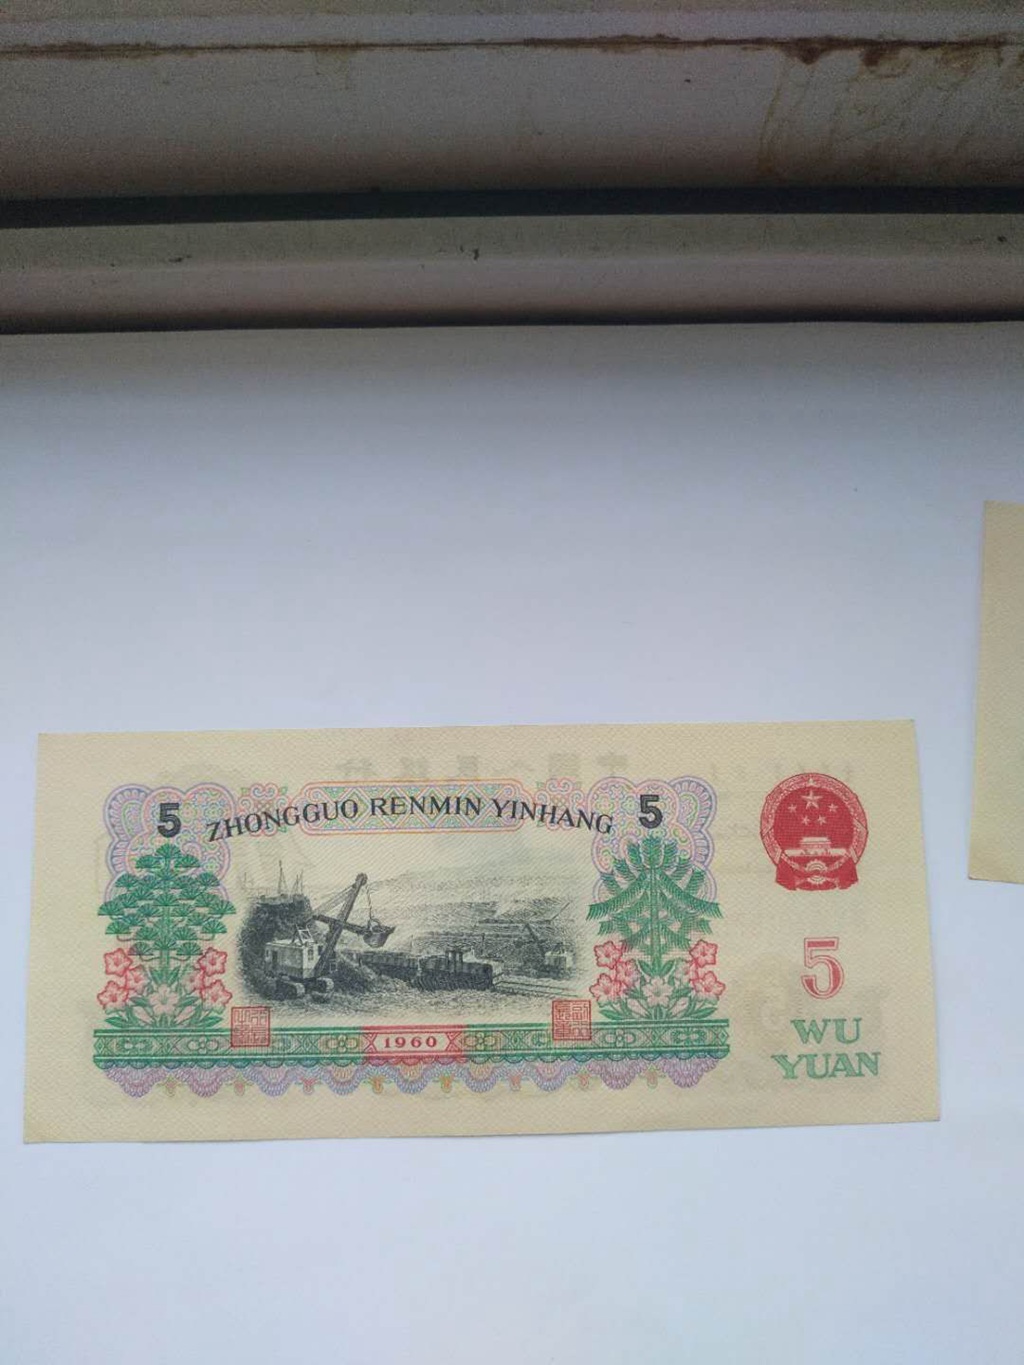 5 ZHONGGUO RENMIN YINHANG 5
1960
5
WU
YUAN